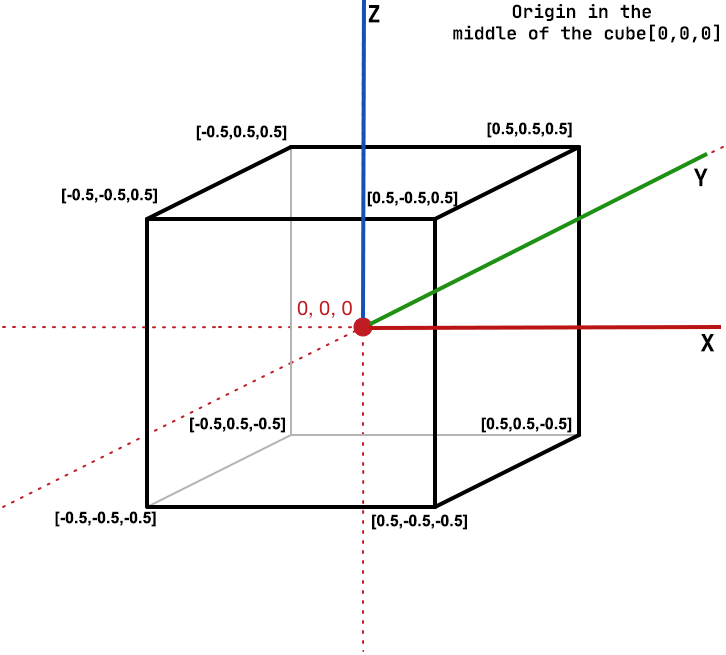 Z
Origin in the
middle of the cube[0,0,0]
[-0.5,0.5,0.5]
[0.5,0.5,0.5]
[-0.5,-0.5,0.5]
[0.5,-0.5,0.5]
Y
0, 0, 0
X
[-0.5,0.5,-0.5]
[0.5,0.5,-0.5]
[-0.5,-0.5,-0.5]
[0.5,-0.5,-0.5]